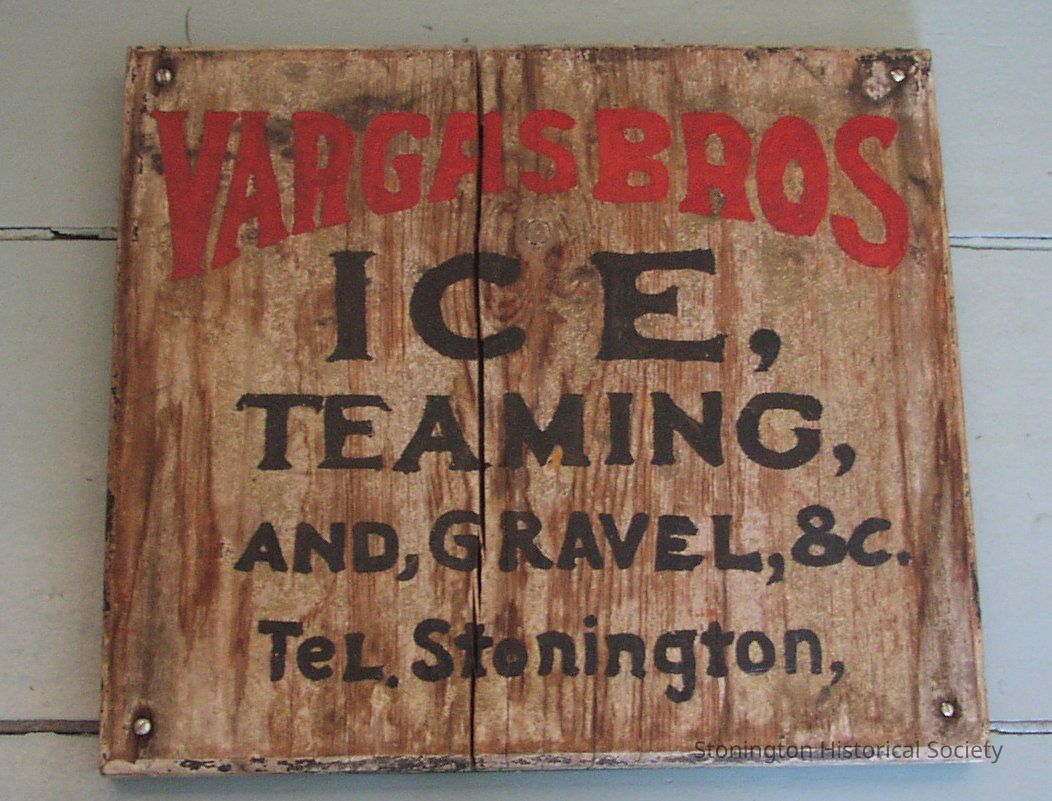 VARGAS BROS
ICE,
TEAMING,
AND, GRAVEL, &C.
TeL. Stonington,
Stonington Historical Society